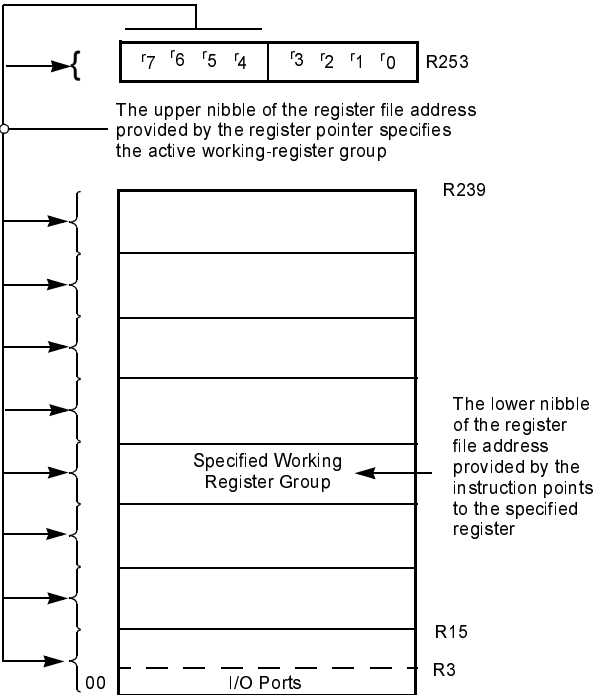 r7 r6 r5 r4 r3 r2 r1 r0 R253
The upper nibble of the register file address
provided by the register pointer specifies
the active working-register group
R239
The lower nibble
of the register
file address
provided by the
instruction points
to the specified
register
Specified Working
Register Group
R15
R3
00 I/O Ports